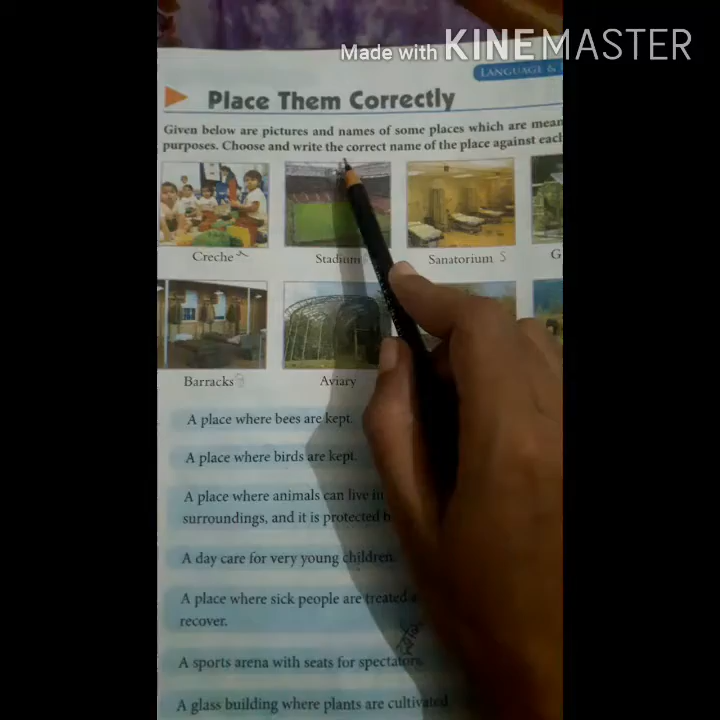 Made with KINEMASTER
LANGUAGE &
Place Them Correctly
Given below are pictures and names of some places which are mean
purposes. Choose and write the correct name of the place against each
Creche Stadium Sanatorium S G
Barracks Aviary
A place where bees are kept.
A place where birds are kept.
A place where animals can live in
surroundings, and it is protected
A day care for very young children.
A place where sick people are treated
recover.
A sports arena with seats for spectators.
A glass building where plants are cultivated